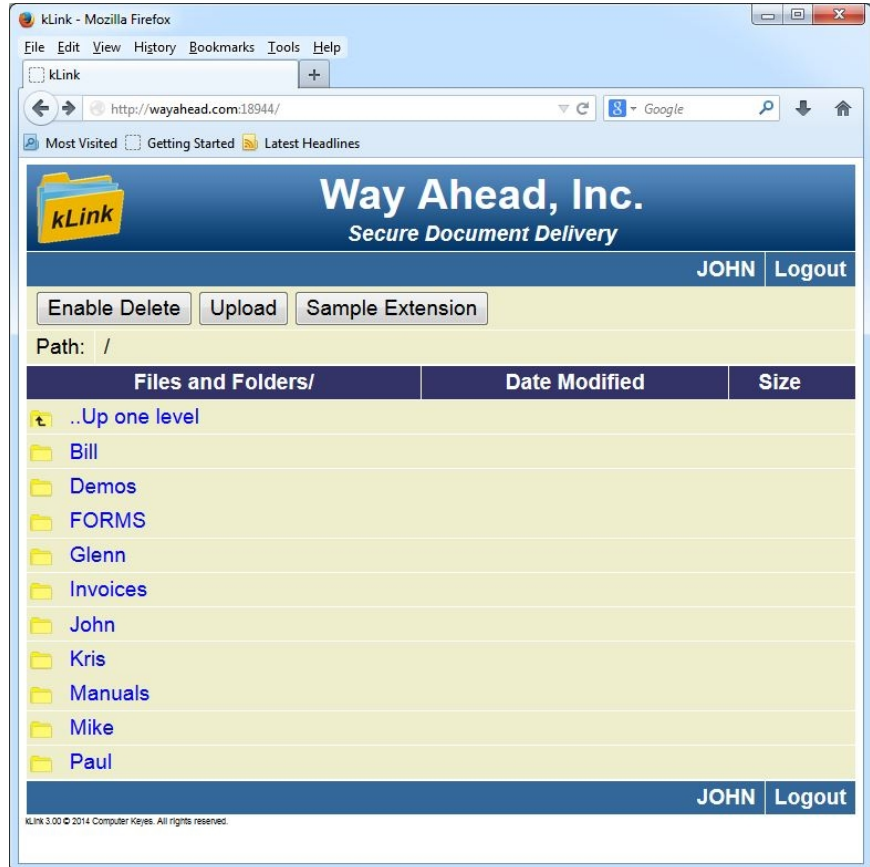 kLink - Mozilla Firefox
File Edit View History Bookmarks Tools Help
kLink +
http://wayahead.com:18944/ Google
Most Visited Getting Started Latest Headlines
kLink
Way Ahead, Inc.
Secure Document Delivery
JOHN Logout
Enable Delete Upload Sample Extension
Path: /
Files and Folders/ Date Modified Size
..Up one level
Bill
Demos
FORMS
Glenn
Invoices
John
Kris
Manuals
Mike
Paul
JOHN Logout
kLink 3.00 © 2014 Computer Keyes. All rights reserved.